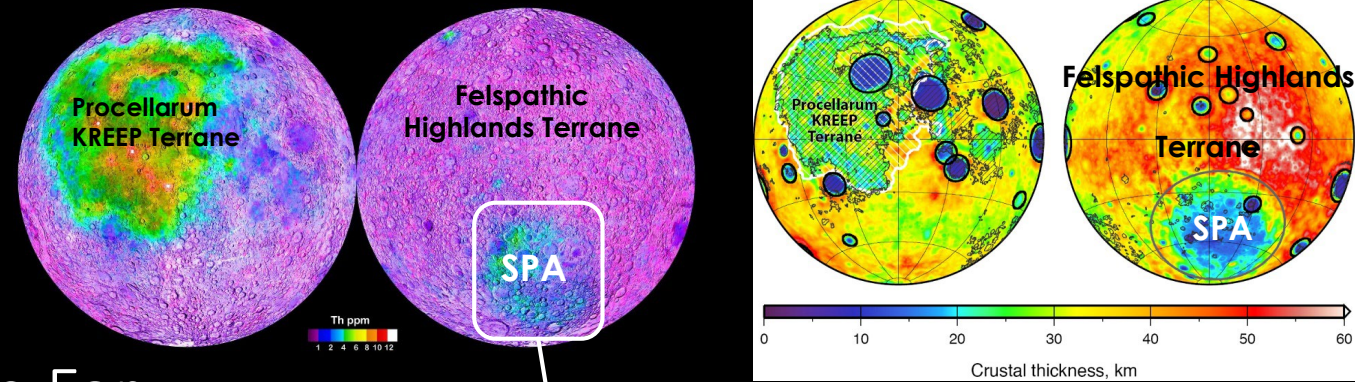 Procellarum
KREEP Terrane
Felspathic
Highlands Terrane
SPA
Th ppm
1 2 4 6 8 10 12
Procellarum
KREEP
Terrane
Felspathic Highlands
Terrane
SPA
0 10 20 30 40 50 60
Crustal thickness, km